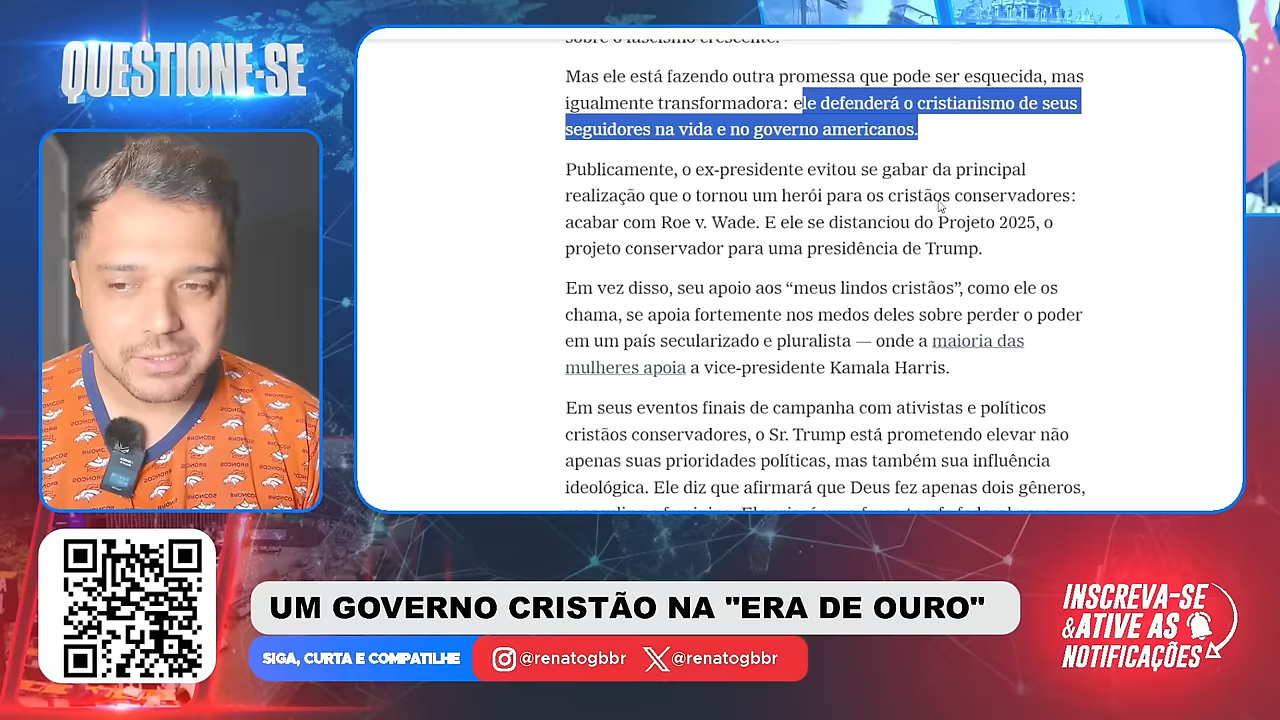 QUESTIONE-SE
sobre o fascismo crescente.
Mas ele está fazendo outra promessa que pode ser esquecida, mas
igualmente transformadora: ele defenderá o cristianismo de seus
seguidores na vida e no governo americanos.
Publicamente, o ex-presidente evitou se gabar da principal
realização que o tornou um herói para os cristãos conservadores:
acabar com Roe v. Wade. E ele se distanciou do Projeto 2025, o
projeto conservador para uma presidência de Trump.
Em vez disso, seu apoio aos “meus lindos cristãos”, como ele os
chama, se apoia fortemente nos medos deles sobre perder o poder
em um país secularizado e pluralista — onde a maioria das
mulheres apoia a vice-presidente Kamala Harris.
Em seus eventos finais de campanha com ativistas e políticos
cristãos conservadores, o Sr. Trump está prometendo elevar não
apenas suas prioridades políticas, mas também sua influência
ideológica. Ele diz que afirmará que Deus fez apenas dois gêneros,
BRONCOS
UM GOVERNO CRISTÃO NA "ERA DE OURO"
SIGA, CURTA E COMPATILHE
@renatogbbr
@renatogbbr
INSCREVA-SE
&ATIVE AS
NOTIFICAÇÕES